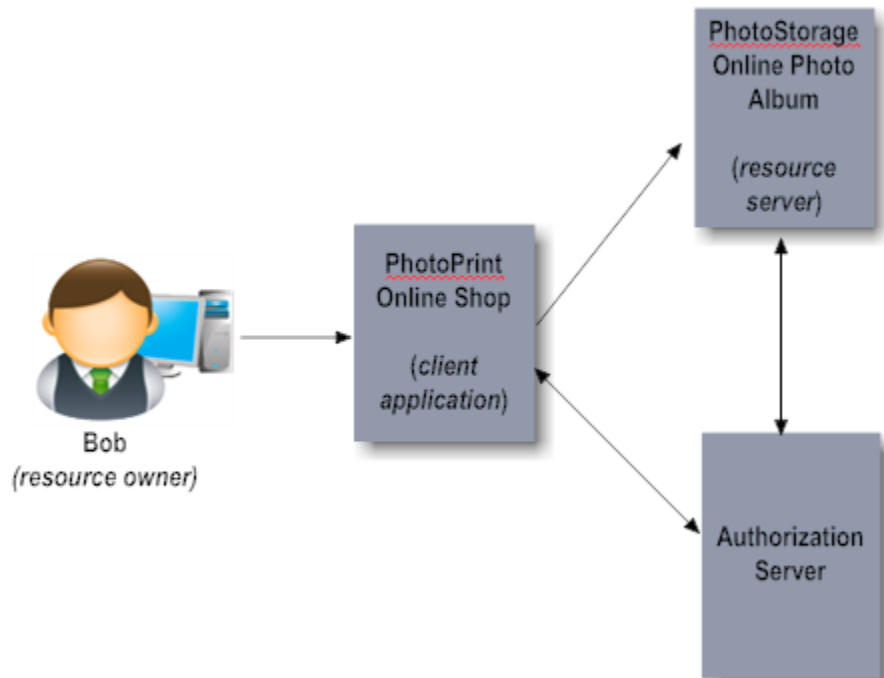 Bob
(resource owner)
PhotoPrint
Online Shop
(client
application)
PhotoStorage
Online Photo
Album
(resource
server)
Authorization
Server